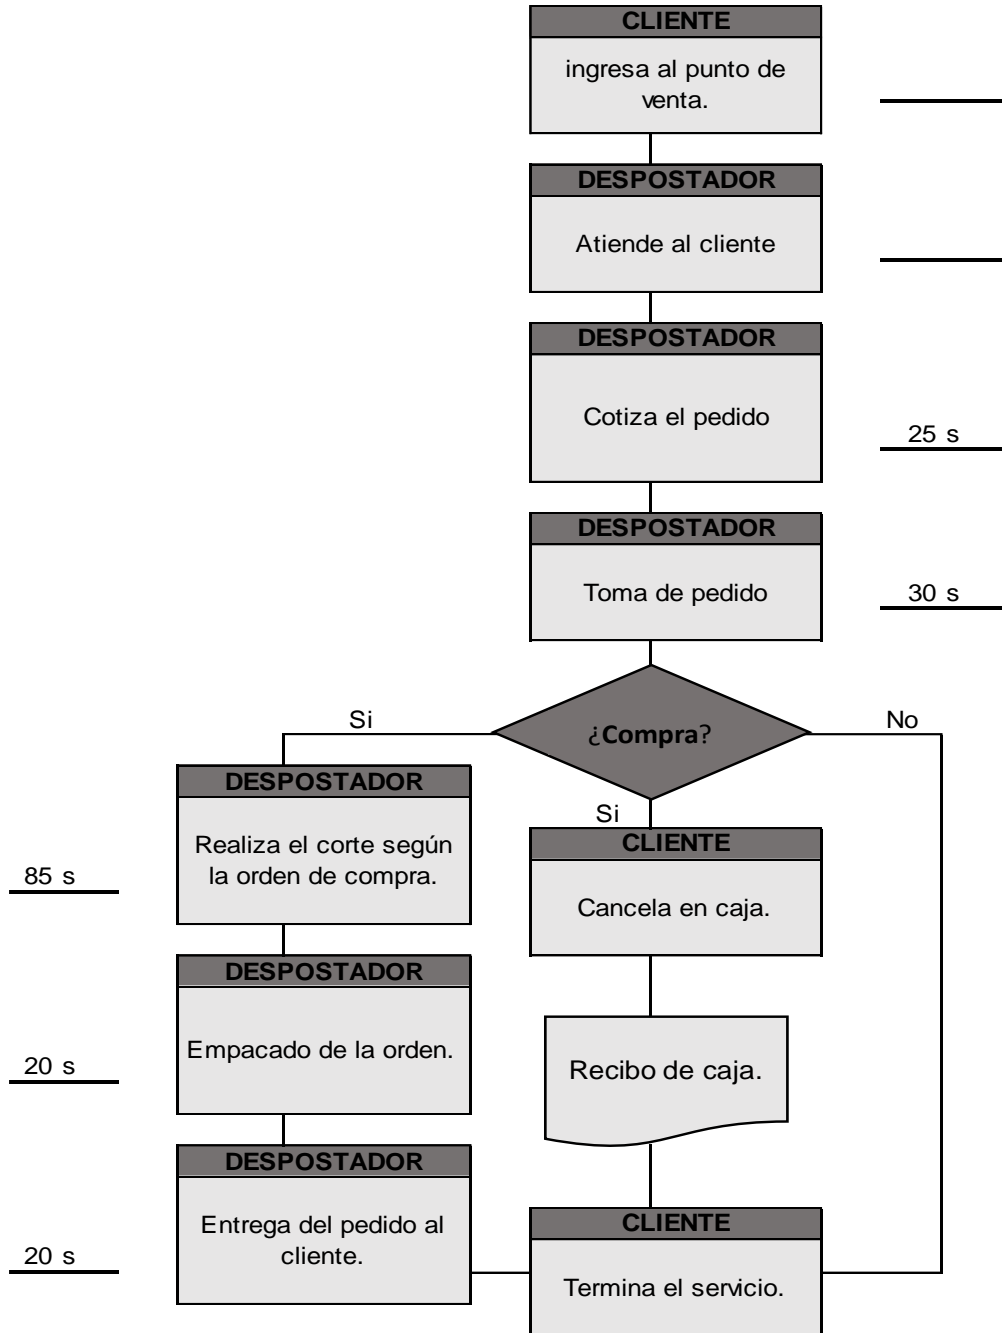 CLIENTE
ingresa al punto de
venta.
DESPOSTADOR
Atiende al cliente
DESPOSTADOR
Cotiza el pedido
25 s
DESPOSTADOR
Toma de pedido
30 s
¿Compra?
Si
No
Si
DESPOSTADOR
Realiza el corte según
la orden de compra.
85 s
CLIENTE
Cancela en caja.
DESPOSTADOR
Empacado de la orden.
20 s
Recibo de caja.
DESPOSTADOR
Entrega del pedido al
cliente.
20 s
CLIENTE
Termina el servicio.